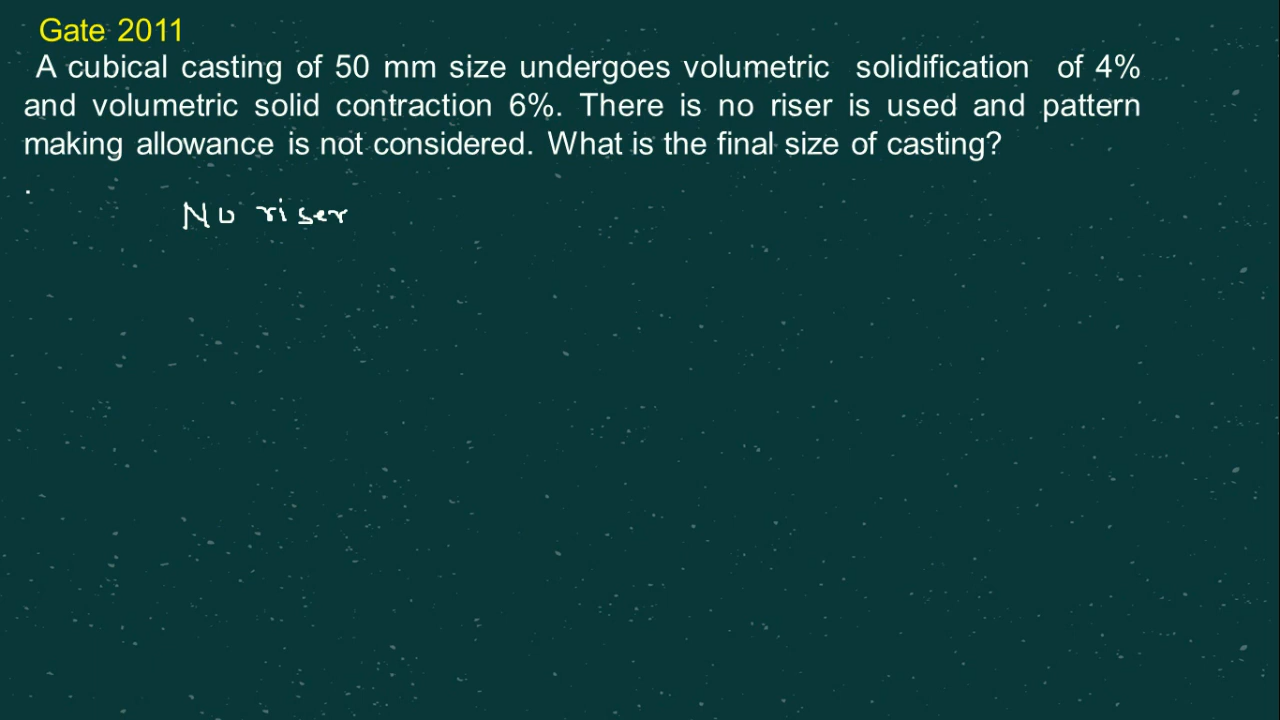 Gate 2011
A cubical casting of 50 mm size undergoes volumetric solidification of 4%
and volumetric solid contraction 6%. There is no riser is used and pattern
making allowance is not considered. What is the final size of casting?
.
No riser